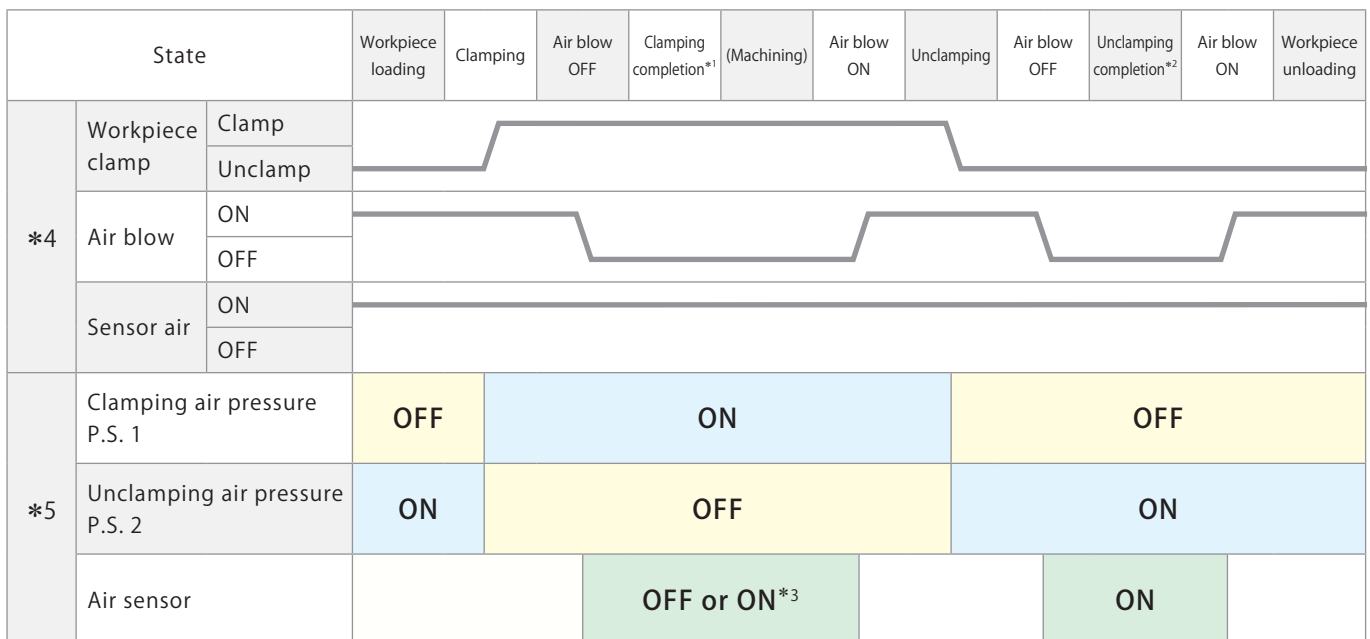 State
Workpiece
loading
Clamping
Air blow
OFF
Clamping
completion*1
(Machining)
Air blow
ON
Unclamping
Air blow
OFF
Unclamping
completion*2
Air blow
ON
Workpiece
unloading
*4
Workpiece
clamp
Clamp
Unclamp
Air blow
ON
OFF
Sensor air
ON
OFF
*5
Clamping air pressure
P.S. 1
OFF
ON
OFF
Unclamping air pressure
P.S. 2
ON
OFF
ON
Air sensor
OFF or ON*3
ON